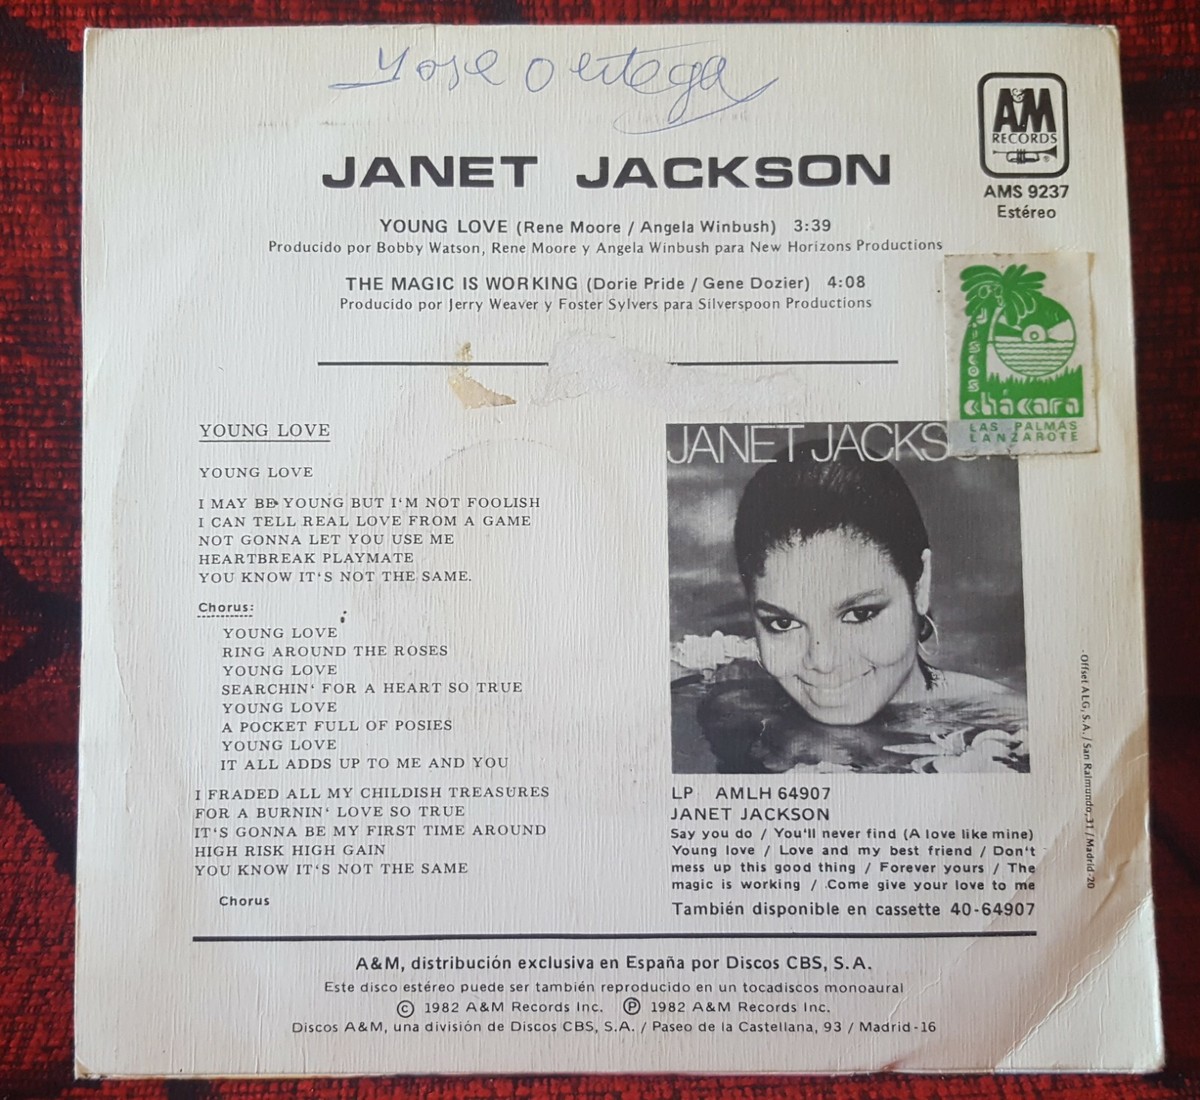 Yose Ortega
A&M
RECORDS
®
AMS 9237
Estéreo
JANET JACKSON
YOUNG LOVE (Rene Moore / Angela Winbush) 3:39
Producido por Bobby Watson, Rene Moore y Angela Winbush para New Horizons Productions
THE MAGIC IS WORKING (Dorie Pride / Gene Dozier) 4:08
Producido por Jerry Weaver y Foster Sylvers para Silverspoon Productions
Discos
chácara
LAS PALMAS
LANZAROTE
YOUNG LOVE
YOUNG LOVE
I MAY BE YOUNG BUT I'M NOT FOOLISH
I CAN TELL REAL LOVE FROM A GAME
NOT GONNA LET YOU USE ME
HEARTBREAK PLAYMATE
YOU KNOW IT'S NOT THE SAME.
Chorus:
YOUNG LOVE
RING AROUND THE ROSES
YOUNG LOVE
SEARCHIN' FOR A HEART SO TRUE
YOUNG LOVE
A POCKET FULL OF POSIES
YOUNG LOVE
IT ALL ADDS UP TO ME AND YOU
I FRADED ALL MY CHILDISH TREASURES
FOR A BURNIN' LOVE SO TRUE
IT'S GONNA BE MY FIRST TIME AROUND
HIGH RISK HIGH GAIN
YOU KNOW IT'S NOT THE SAME
Chorus
JANET JACKSON
LP AMLH 64907
JANET JACKSON
Say you do / You'll never find (A love like mine)
Young love / Love and my best friend / Don't
mess up this good thing / Forever yours / The
magic is working / Come give your love to me
También disponible en cassette 40-64907
Offset ALG, S.A. / San Raimundo, 31 / Madrid-20
A&M, distribución exclusiva en España por Discos CBS, S.A.
Este disco estéreo puede ser también reproducido en un tocadiscos monoaural
© 1982 A&M Records Inc. ℗ 1982 A&M Records Inc.
Discos A&M, una división de Discos CBS, S.A. / Paseo de la Castellana, 93 / Madrid-16